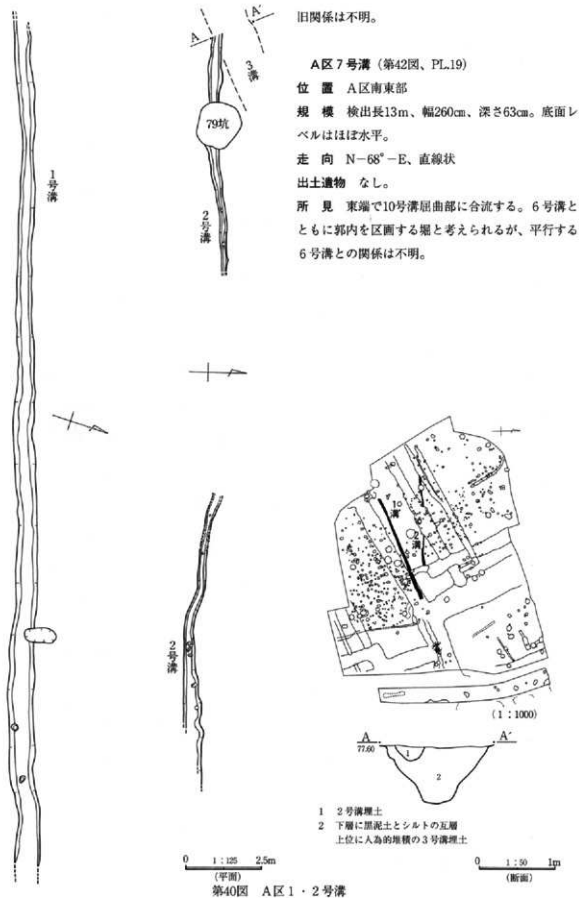 旧関係は不明。
A区7号溝（第42図、PL.19）
位　置　A区南東部
規　模　検出長13m、幅260㎝、深さ63㎝。底面レ
ベルはほぼ水平。
走　向　N－68°－E、直線状
出土遺物　なし。
所　見　東端で10号溝屈曲部に合流する。6号溝と
ともに郭内を区画する堀と考えられるが、平行する
6号溝との関係は不明。
1号溝
A
A′
3溝
79坑
2号溝
2号溝
1溝
2溝
(1：1000)
A
77.60
A′
1
2
1　2号溝埋土
2　下層に黒泥土とシルトの互層
上位に人為的堆積の3号溝埋土
0　1：125　2.5m
(平面)
0　1：50　1m
(断面)
第40図　A区1・2号溝